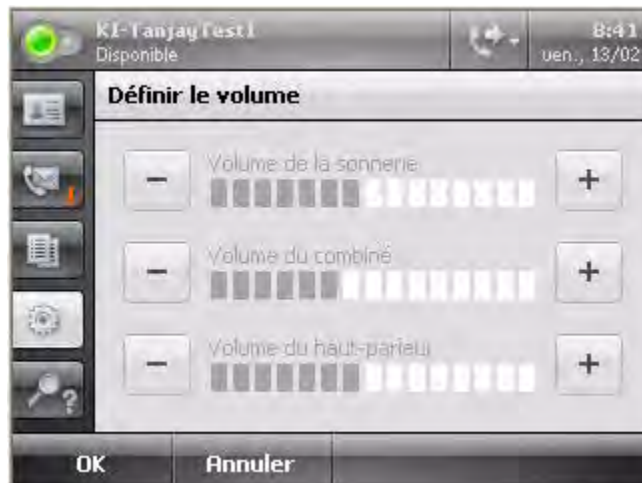 KI-TanjayTest1
Disponible
8:41
ven., 13/02
Définir le volume
Volume de la sonnerie
Volume du combiné
Volume du haut-parleur
OK
Annuler